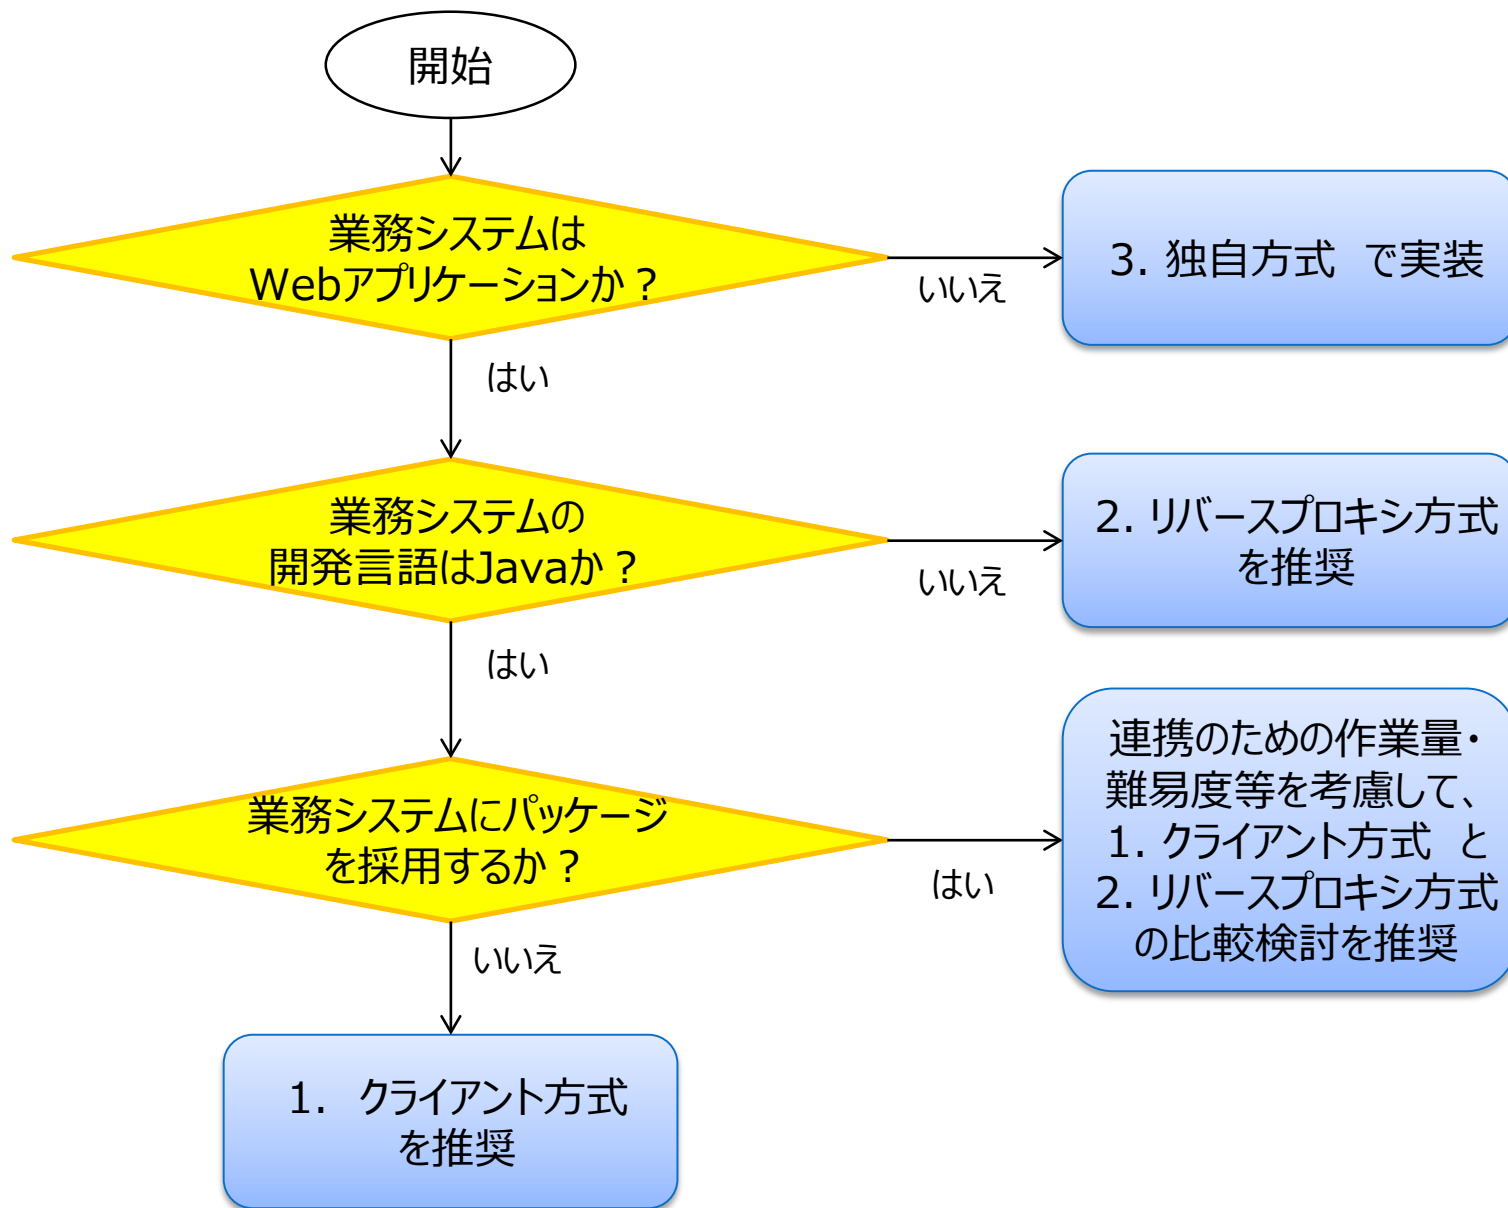 開始
業務システムは
Webアプリケーションか？
いいえ
3. 独自方式　で実装
はい
業務システムの
開発言語はJavaか？
いいえ
2. リバースプロキシ方式
を推奨
はい
業務システムにパッケージ
を採用するか？
はい
連携のための作業量・
難易度等を考慮して、
1. クライアント方式　と
2. リバースプロキシ方式
の比較検討を推奨
いいえ
1.　クライアント方式
を推奨